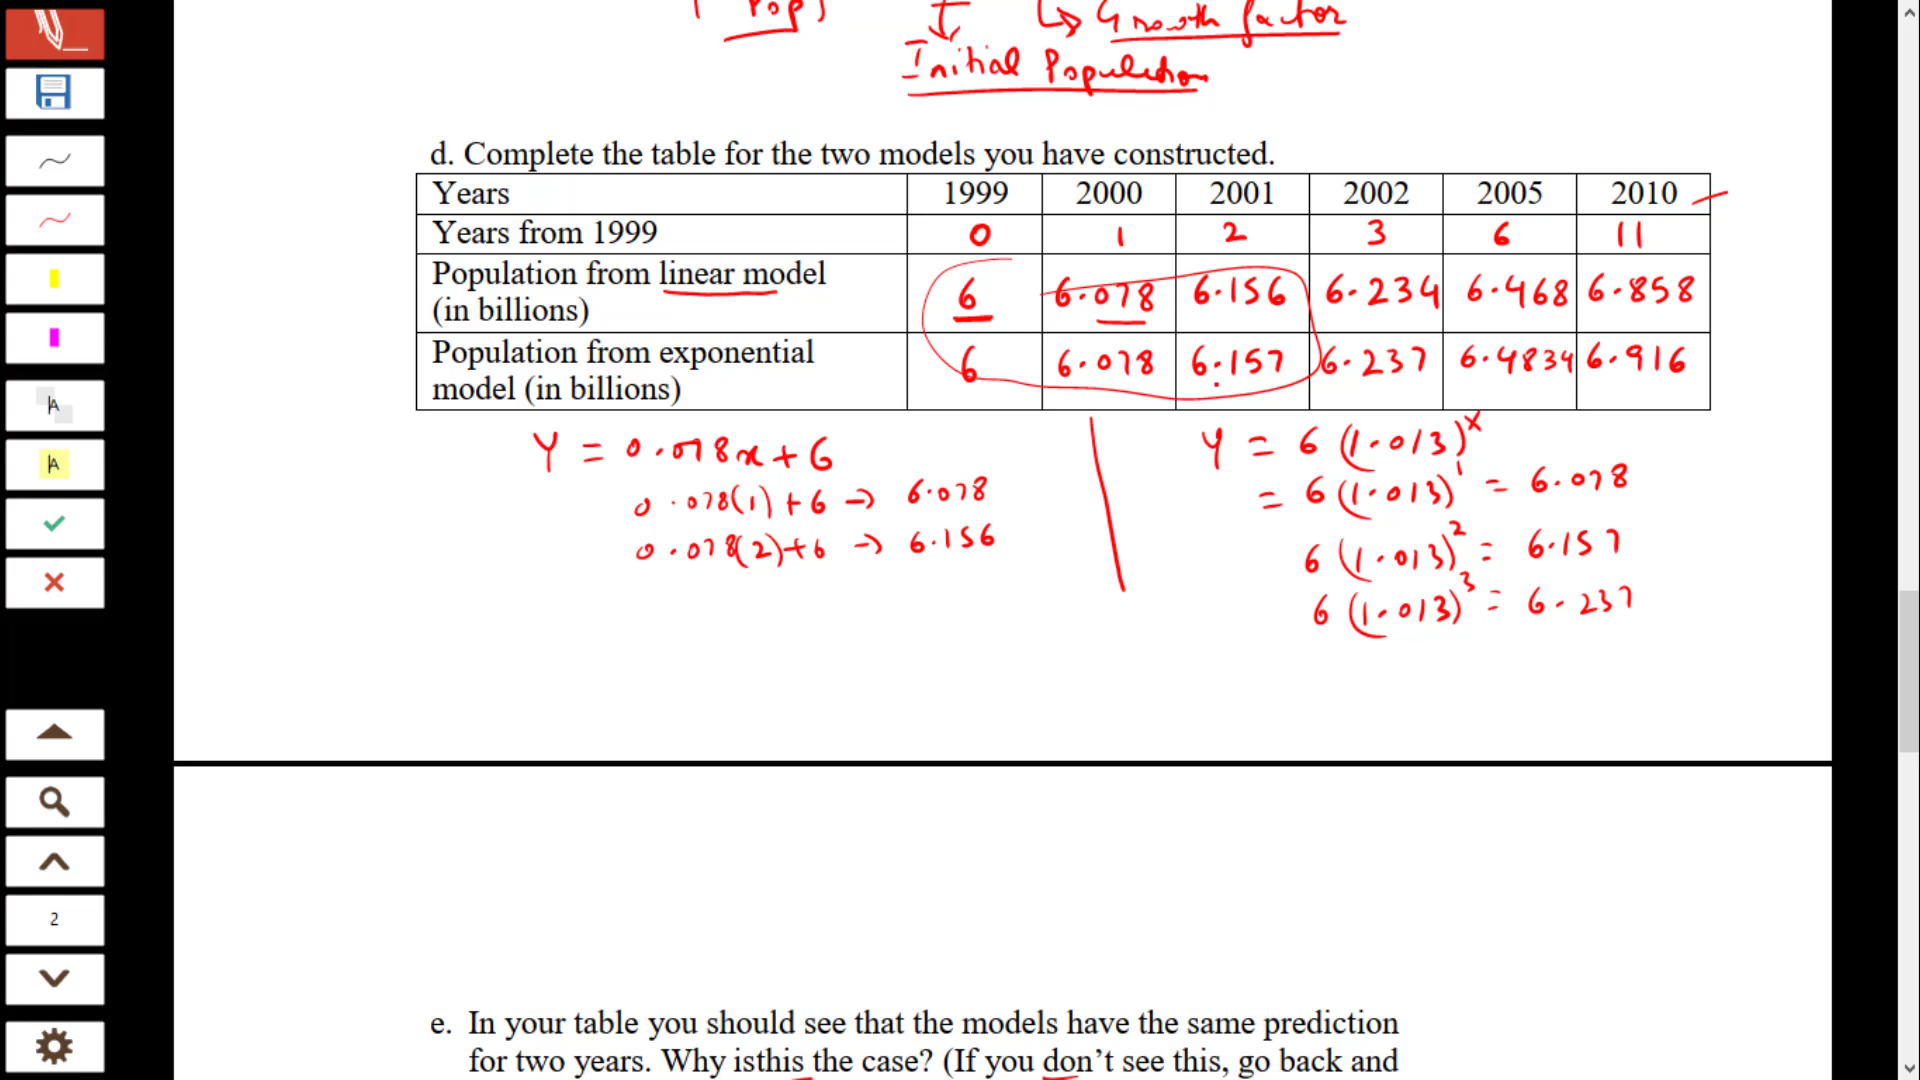 Pop
Growth factor
Initial Population
d. Complete the table for the two models you have constructed.
Years 1999 2000 2001 2002 2005 2010
Years from 1999 0 1 2 3 6 11
Population from linear model (in billions) 6 6.078 6.156 6.234 6.468 6.858
Population from exponential model (in billions) 6 6.078 6.157 6.237 6.4834 6.916
Y = 0.078x + 6
0.078(1) + 6 → 6.078
0.078(2) + 6 → 6.156
Y = 6 (1.013)^x
= 6 (1.013)^1 = 6.078
6 (1.013)^2 = 6.157
6 (1.013)^3 = 6.237
2
e. In your table you should see that the models have the same prediction
for two years. Why isthis the case? (If you don't see this, go back and